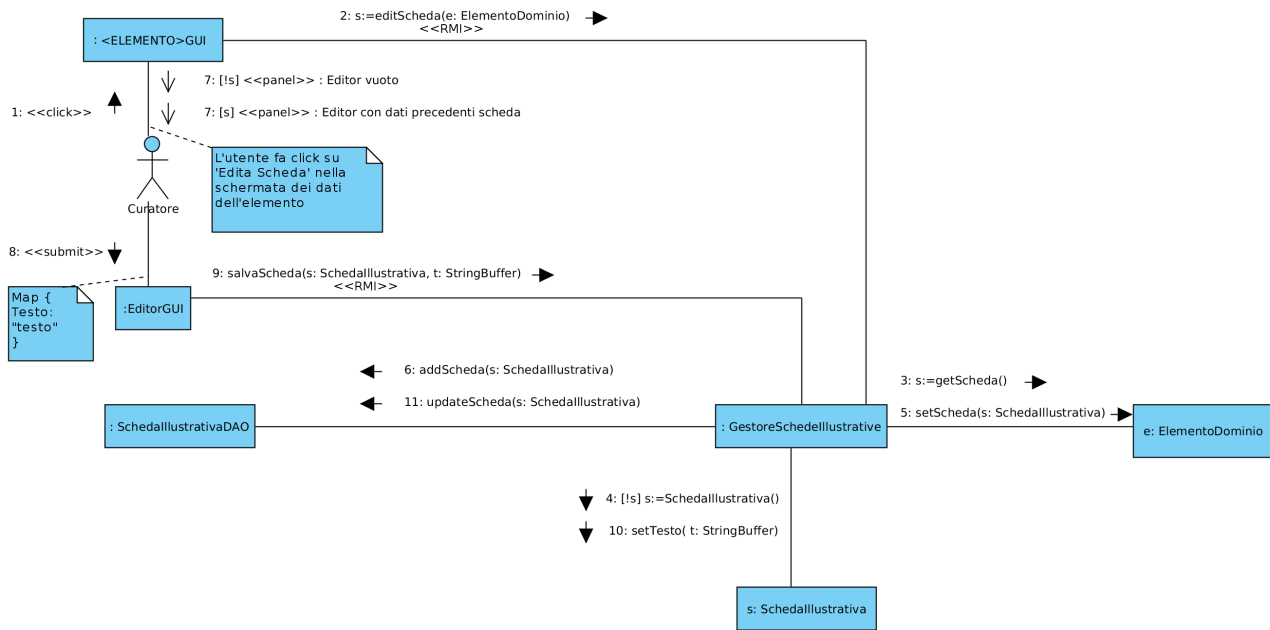 2: s:=editScheda(e: ElementoDominio)
<<RMI>>
: <ELEMENTO>GUI
7: [!s] <<panel>> : Editor vuoto
1: <<click>>
7: [s] <<panel>> : Editor con dati precedenti scheda
L'utente fa click su
'Edita Scheda' nella
schermata dei dati
dell'elemento
Curatore
8: <<submit>>
9: salvaScheda(s: SchedaIllustrativa, t: StringBuffer)
<<RMI>>
Map {
Testo:
"testo"
}
:EditorGUI
6: addScheda(s: SchedaIllustrativa)
3: s:=getScheda()
11: updateScheda(s: SchedaIllustrativa)
5: setScheda(s: SchedaIllustrativa)
: SchedaIllustrativaDAO
: GestoreSchedeIllustrative
e: ElementoDominio
4: [!s] s:=SchedaIllustrativa()
10: setTesto( t: StringBuffer)
s: SchedaIllustrativa